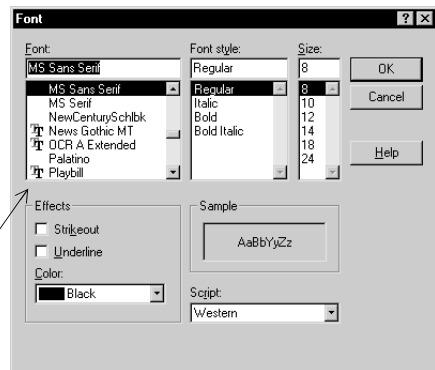 Font
Font:
Font style:
Size:
MS Sans Serif
Regular
8
OK
MS Sans Serif
MS Serif
NewCenturySchlbk
News Gothic MT
OCR A Extended
Palatino
Playbill
Regular
Italic
Bold
Bold Italic
8
10
12
14
18
24
Cancel
Help
Effects
Strikeout
Underline
Color:
Black
Sample
AaBbYyZz
Script:
Western